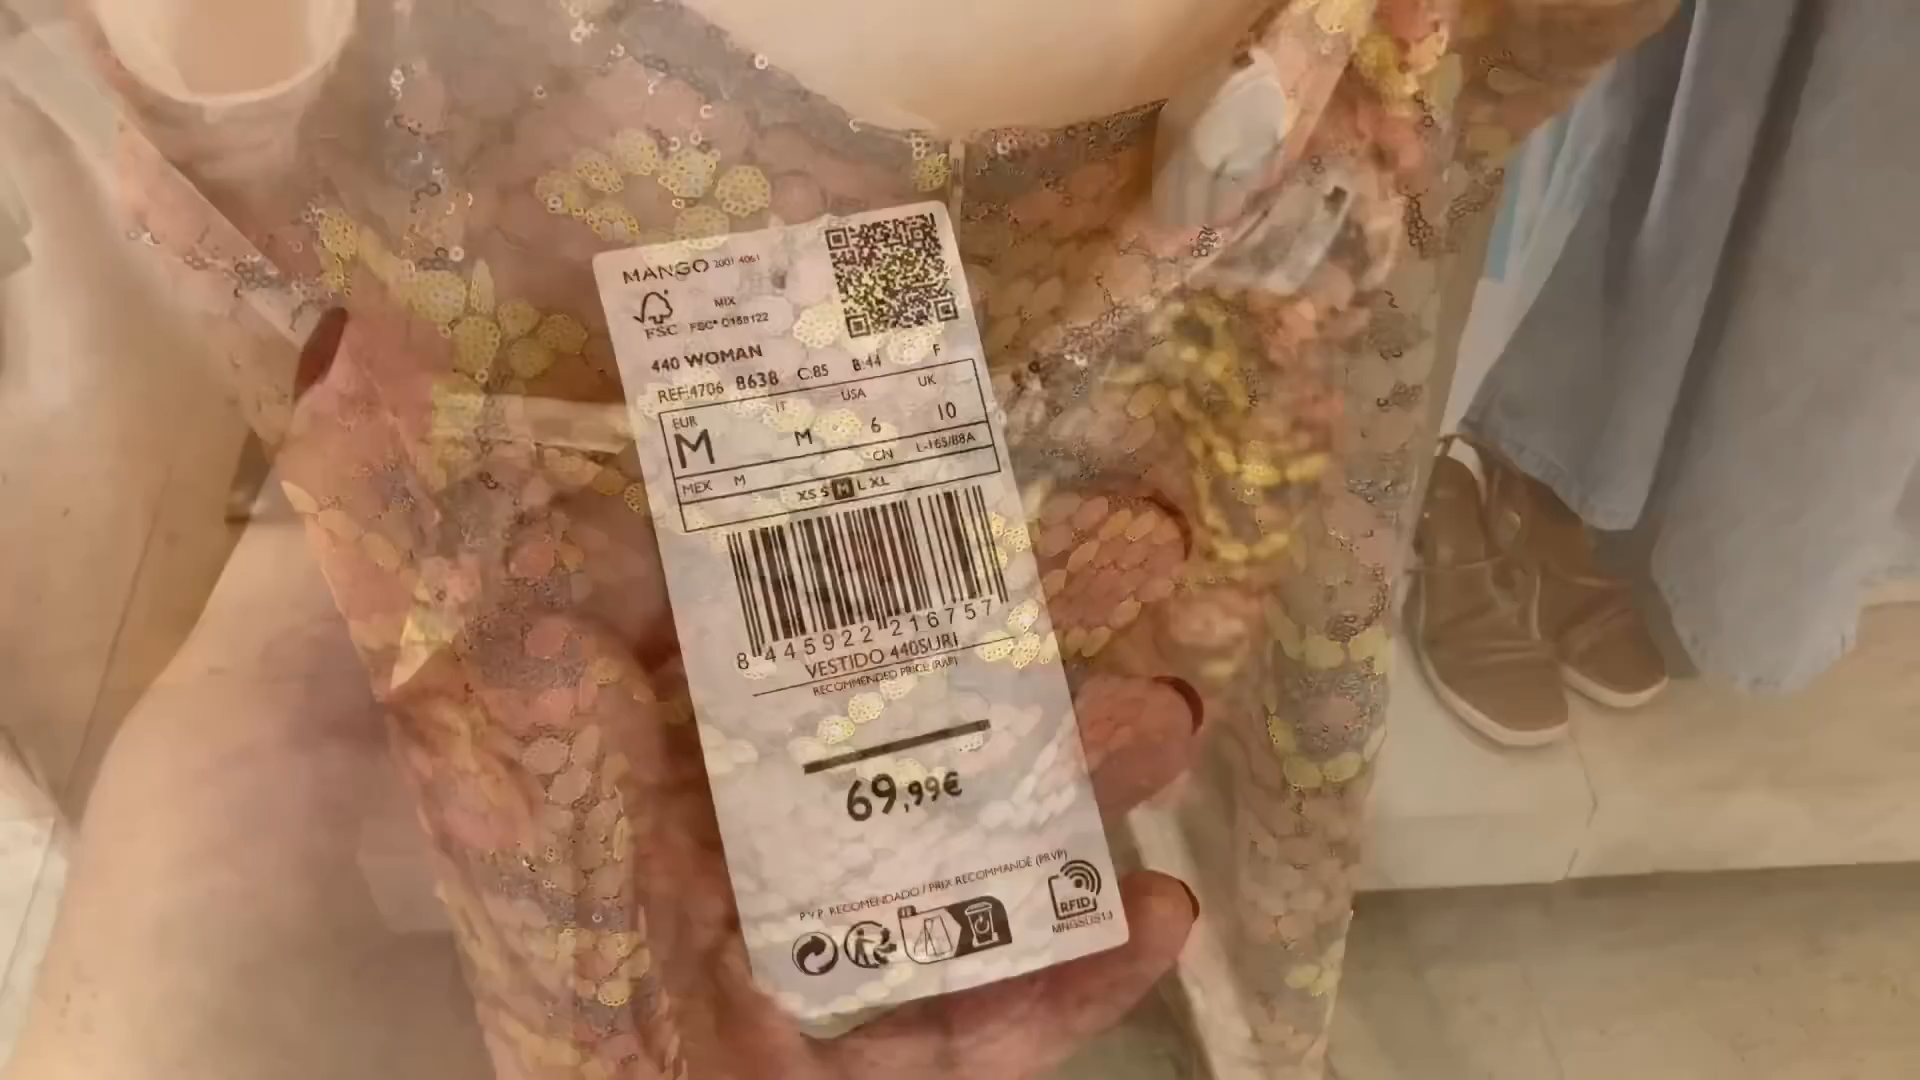 MANGO 2001 4061
MIX
FSC FSC® C158122
440 WOMAN
REF:4706 8638 C.85 B:44 F
EUR IT USA UK
M M 6 10
CN L-165/88A
MEX M
XS S M L XL
8 445922 216757
VESTIDO 440SURI
RECOMMENDED PRICE (RRP)
69,99€
P.V.P. RECOMENDADO / PRIX RECOMMANDÉ (PRVP)
RFID